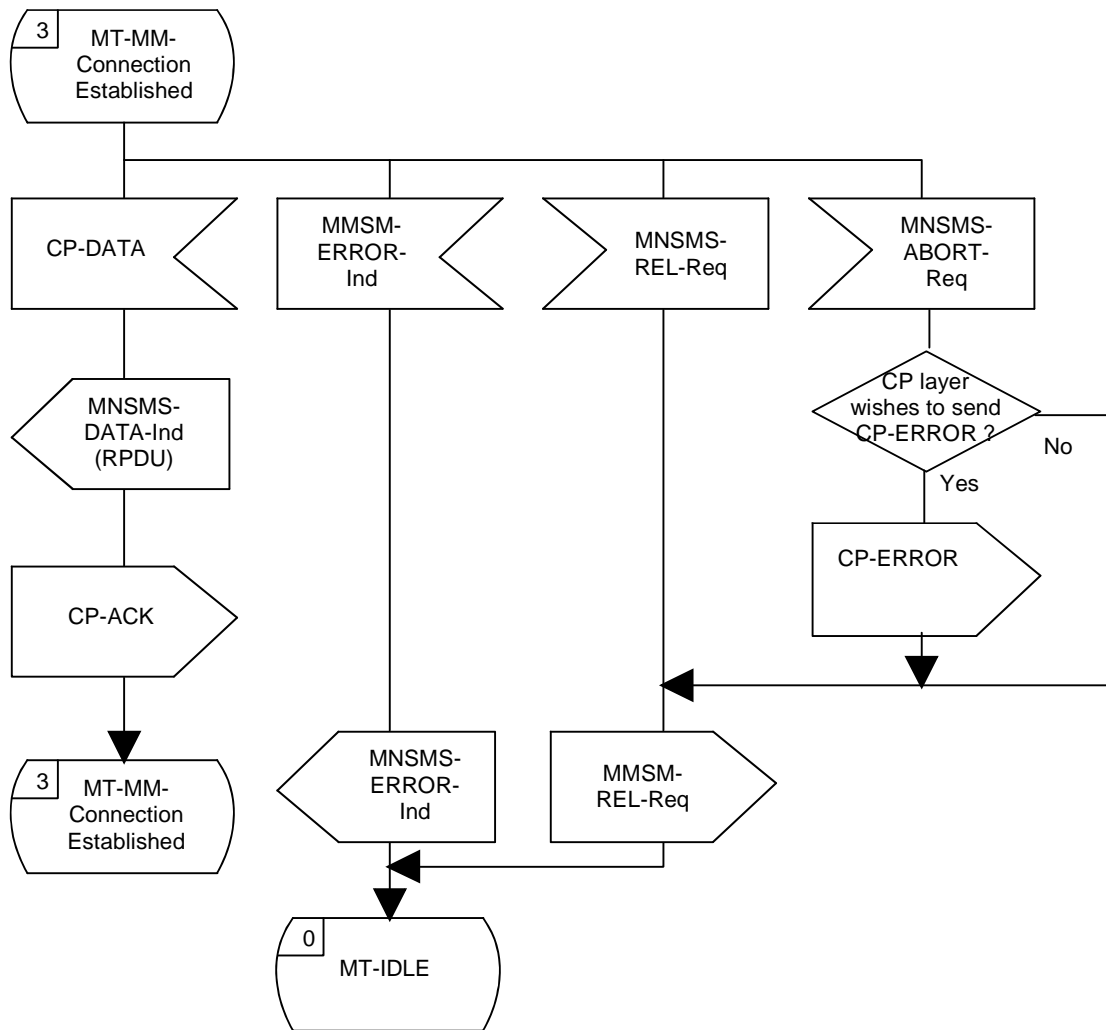 3
MT-MM-
Connection
Established
CP-DATA
MMSM-
ERROR-
Ind
MNSMS-
REL-Req
MNSMS-
ABORT-
Req
MNSMS-
DATA-Ind
(RPDU)
CP layer
wishes to send
CP-ERROR ?
No
Yes
CP-ERROR
CP-ACK
3
MT-MM-
Connection
Established
MNSMS-
ERROR-
Ind
MMSM-
REL-Req
0
MT-IDLE